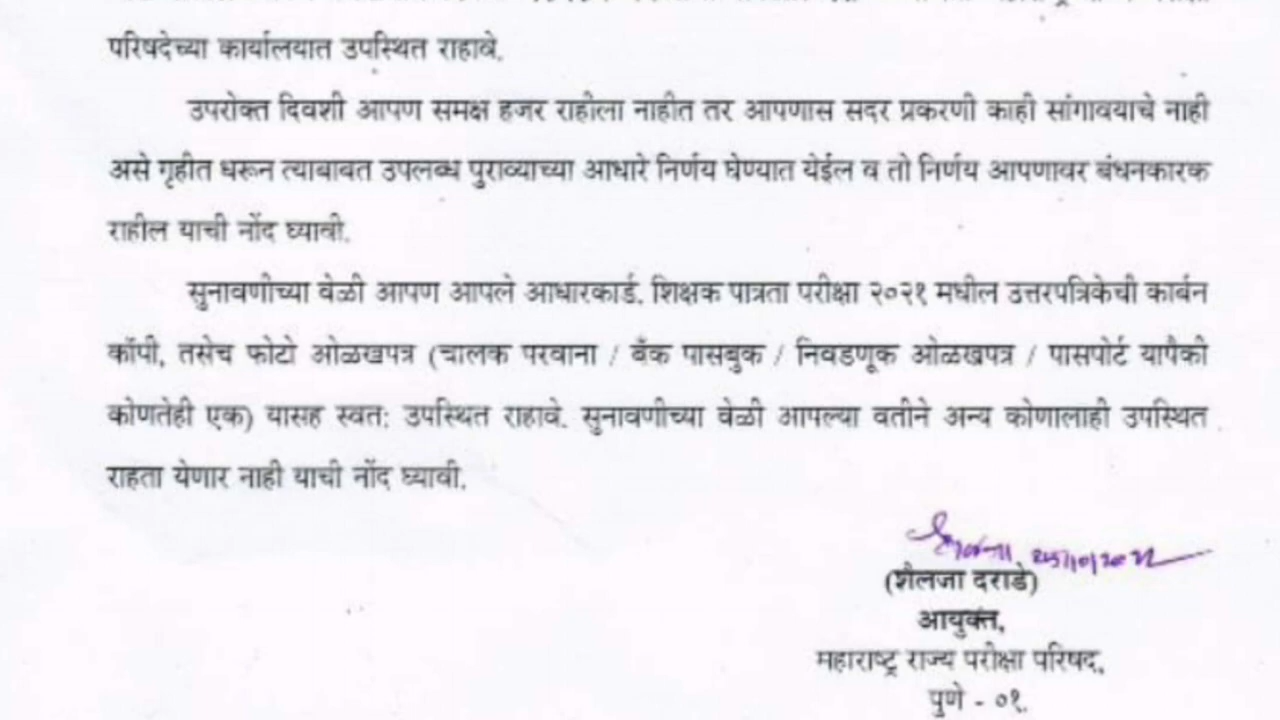 परिषदेच्या कार्यालयात उपस्थित राहावे.
उपरोक्त दिवशी आपण समक्ष हजर राहीला नाहीत तर आपणास सदर प्रकरणी काही सांगावयाचे नाही
असे गृहीत धरून त्याबाबत उपलब्ध पुराव्याच्या आधारे निर्णय घेण्यात येईल व तो निर्णय आपणावर बंधनकारक
राहील याची नोंद घ्यावी.
सुनावणीच्या वेळी आपण आपले आधारकार्ड, शिक्षक पात्रता परीक्षा २०२१ मधील उत्तरपत्रिकेची कार्बन
कॉपी, तसेच फोटो ओळखपत्र (चालक परवाना / बँक पासबुक / निवडणूक ओळखपत्र / पासपोर्ट यापैकी
कोणतेही एक) यासह स्वत: उपस्थित राहावे. सुनावणीच्या वेळी आपल्या वतीने अन्य कोणालाही उपस्थित
राहता येणार नाही याची नोंद घ्यावी.
(शैलजा दराडे)
आयुक्त,
महाराष्ट्र राज्य परीक्षा परिषद,
पुणे - ०१.